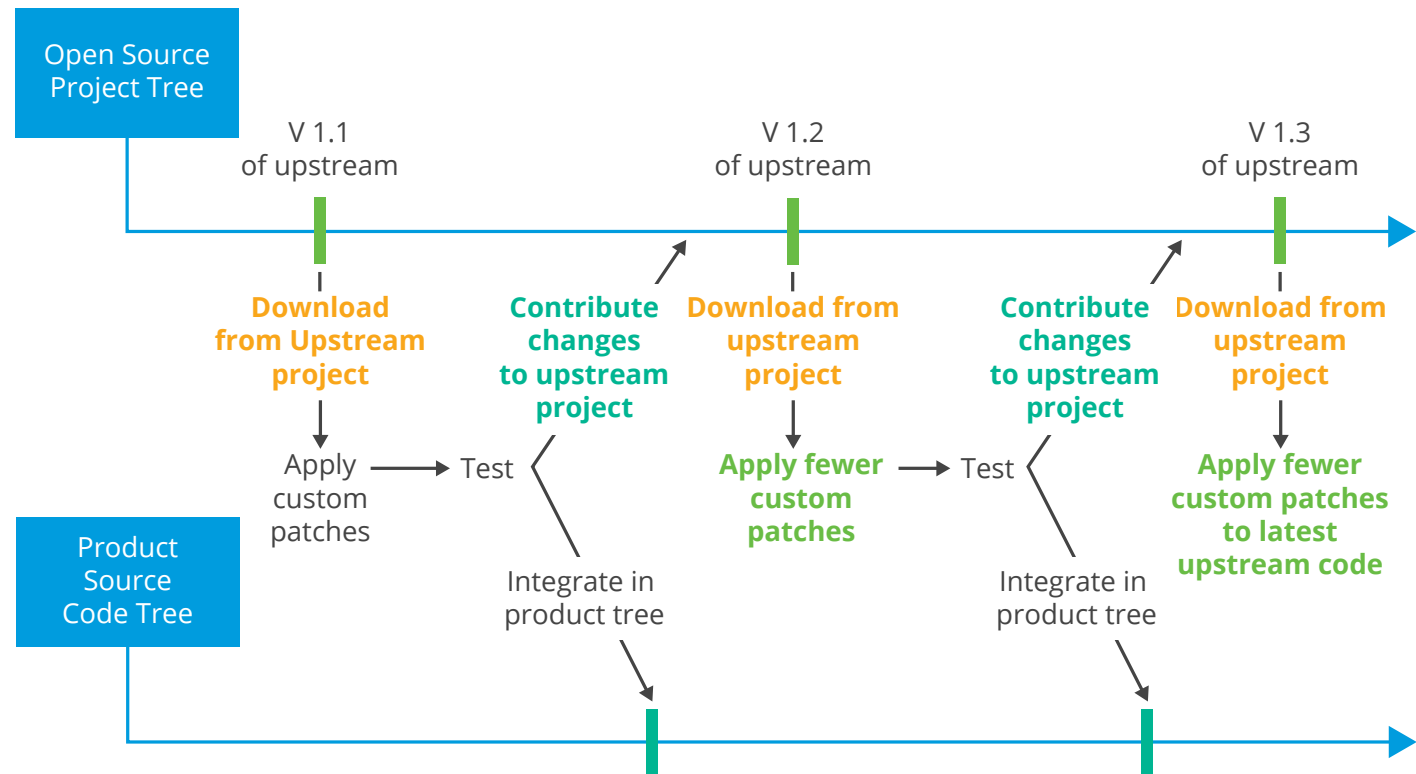 Open Source
Project Tree
V 1.1
of upstream
V 1.2
of upstream
V 1.3
of upstream
Download
from Upstream
project
Contribute
changes
to upstream
project
Download from
upstream
project
Contribute
changes
to upstream
project
Download from
upstream
project
Apply
custom
patches
Test
Apply fewer
custom
patches
Test
Apply fewer
custom patches
to latest
upstream code
Product
Source
Code Tree
Integrate in
product tree
Integrate in
product tree